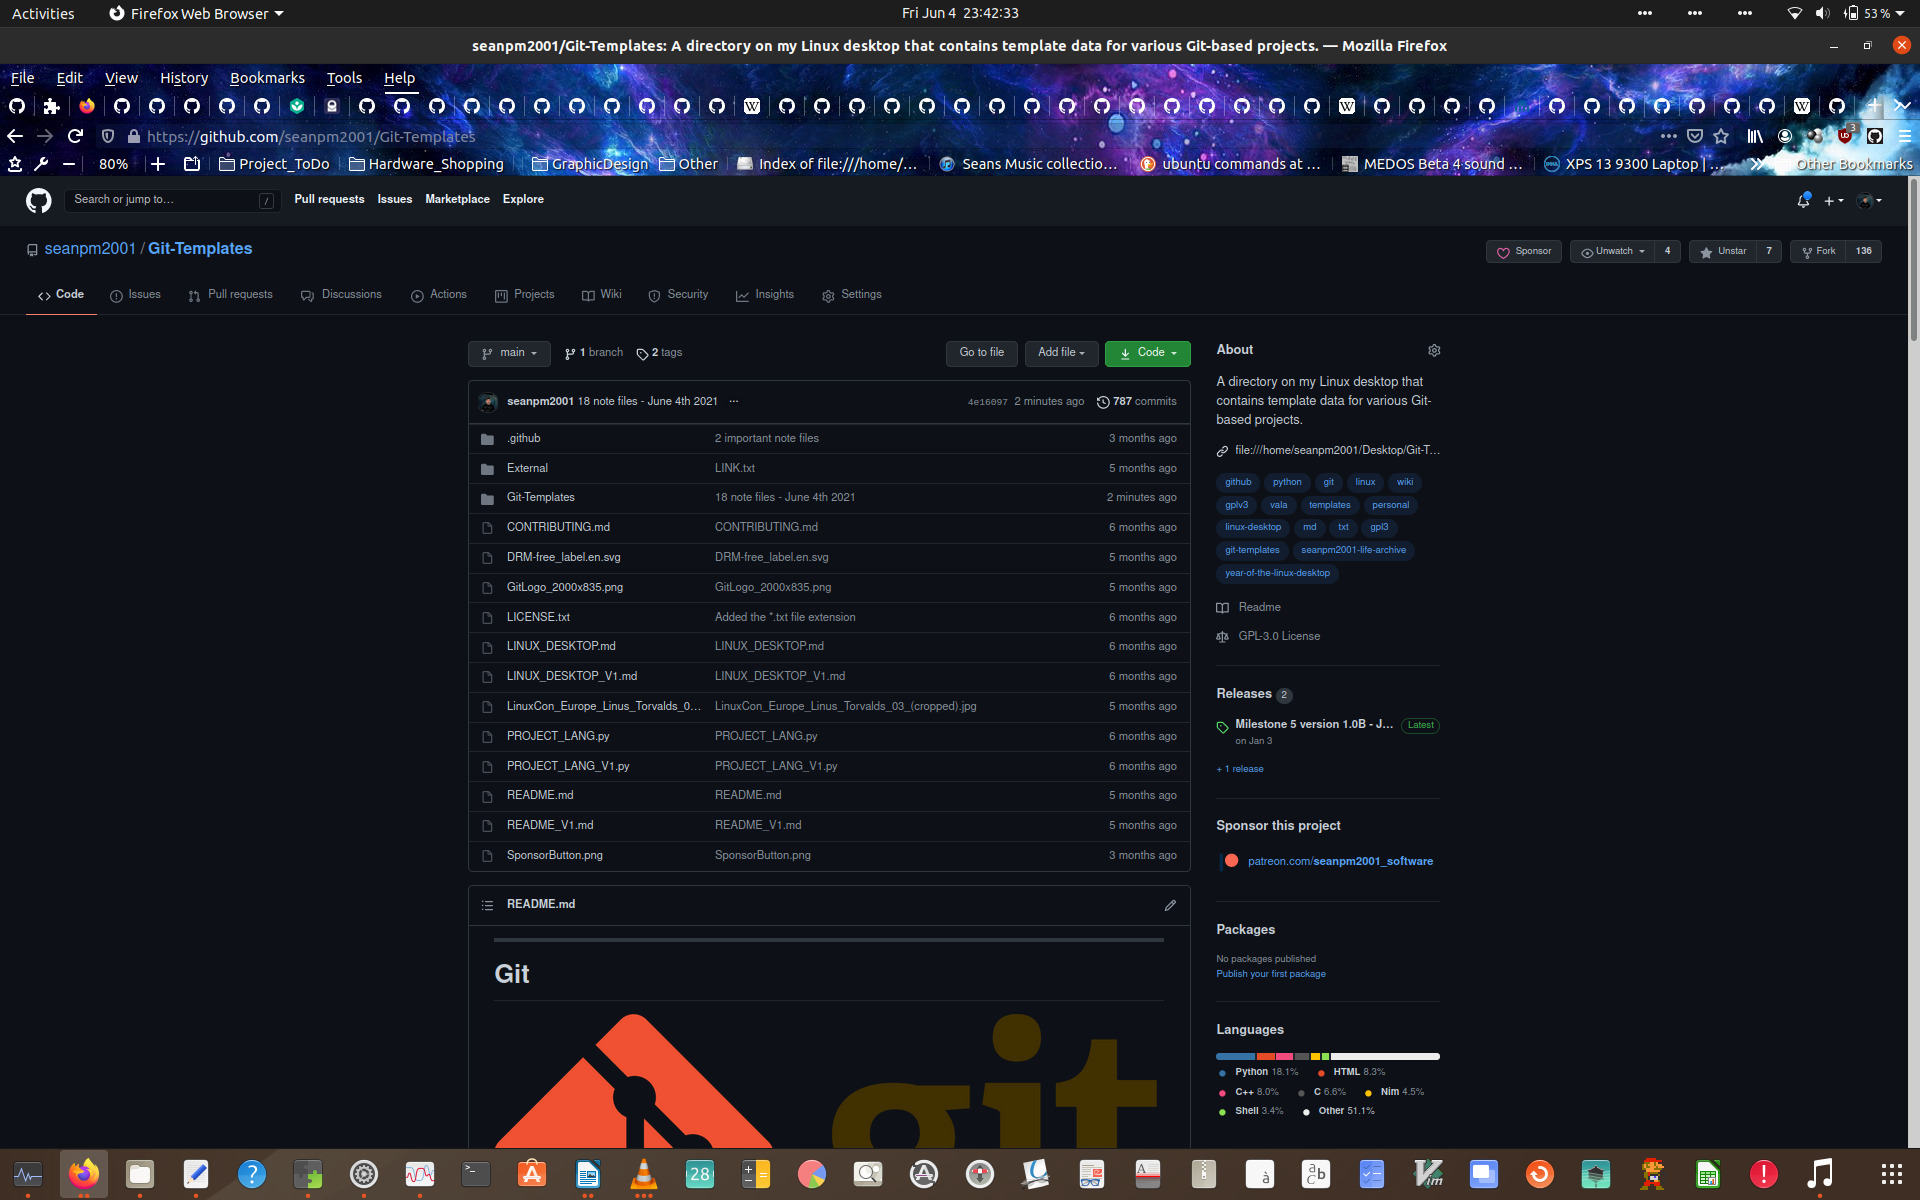 Activities
Firefox Web Browser
Fri Jun 4 23:42:33
53 %
seanpm2001/Git-Templates: A directory on my Linux desktop that contains template data for various Git-based projects. — Mozilla Firefox
File Edit View History Bookmarks Tools Help
https://github.com/seanpm2001/Git-Templates
3
80%
Project_ToDo
Hardware_Shopping
GraphicDesign
Other
Index of file:///home/...
Seans Music collectio...
ubuntu commands at ...
MEDOS Beta 4 sound ...
XPS 13 9300 Laptop | ...
Other Bookmarks
Search or jump to...
/
Pull requests Issues Marketplace Explore
seanpm2001 / Git-Templates
Sponsor
Unwatch 4
Unstar 7
Fork 136
Code Issues Pull requests Discussions Actions Projects Wiki Security Insights Settings
main 1 branch 2 tags Go to file Add file Code
seanpm2001 18 note files - June 4th 2021 ... 4e16097 2 minutes ago 787 commits
.github 2 important note files 3 months ago
External LINK.txt 5 months ago
Git-Templates 18 note files - June 4th 2021 2 minutes ago
CONTRIBUTING.md CONTRIBUTING.md 6 months ago
DRM-free_label.en.svg DRM-free_label.en.svg 5 months ago
GitLogo_2000x835.png GitLogo_2000x835.png 5 months ago
LICENSE.txt Added the *.txt file extension 6 months ago
LINUX_DESKTOP.md LINUX_DESKTOP.md 6 months ago
LINUX_DESKTOP_V1.md LINUX_DESKTOP_V1.md 6 months ago
LinuxCon_Europe_Linus_Torvalds_0... LinuxCon_Europe_Linus_Torvalds_03_(cropped).jpg 5 months ago
PROJECT_LANG.py PROJECT_LANG.py 6 months ago
PROJECT_LANG_V1.py PROJECT_LANG_V1.py 6 months ago
README.md README.md 5 months ago
README_V1.md README_V1.md 5 months ago
SponsorButton.png SponsorButton.png 3 months ago
README.md
Git
git
About
A directory on my Linux desktop that
contains template data for various Git-
based projects.
file:///home/seanpm2001/Desktop/Git-T...
github python git linux wiki
gplv3 vala templates personal
linux-desktop md txt gpl3
git-templates seanpm2001-life-archive
year-of-the-linux-desktop
Readme
GPL-3.0 License
Releases 2
Milestone 5 version 1.0B - J... Latest
on Jan 3
+ 1 release
Sponsor this project
patreon.com/seanpm2001_software
Packages
No packages published
Publish your first package
Languages
Python 18.1% HTML 8.3%
C++ 8.0% C 6.6% Nim 4.5%
Shell 3.4% Other 51.1%
28